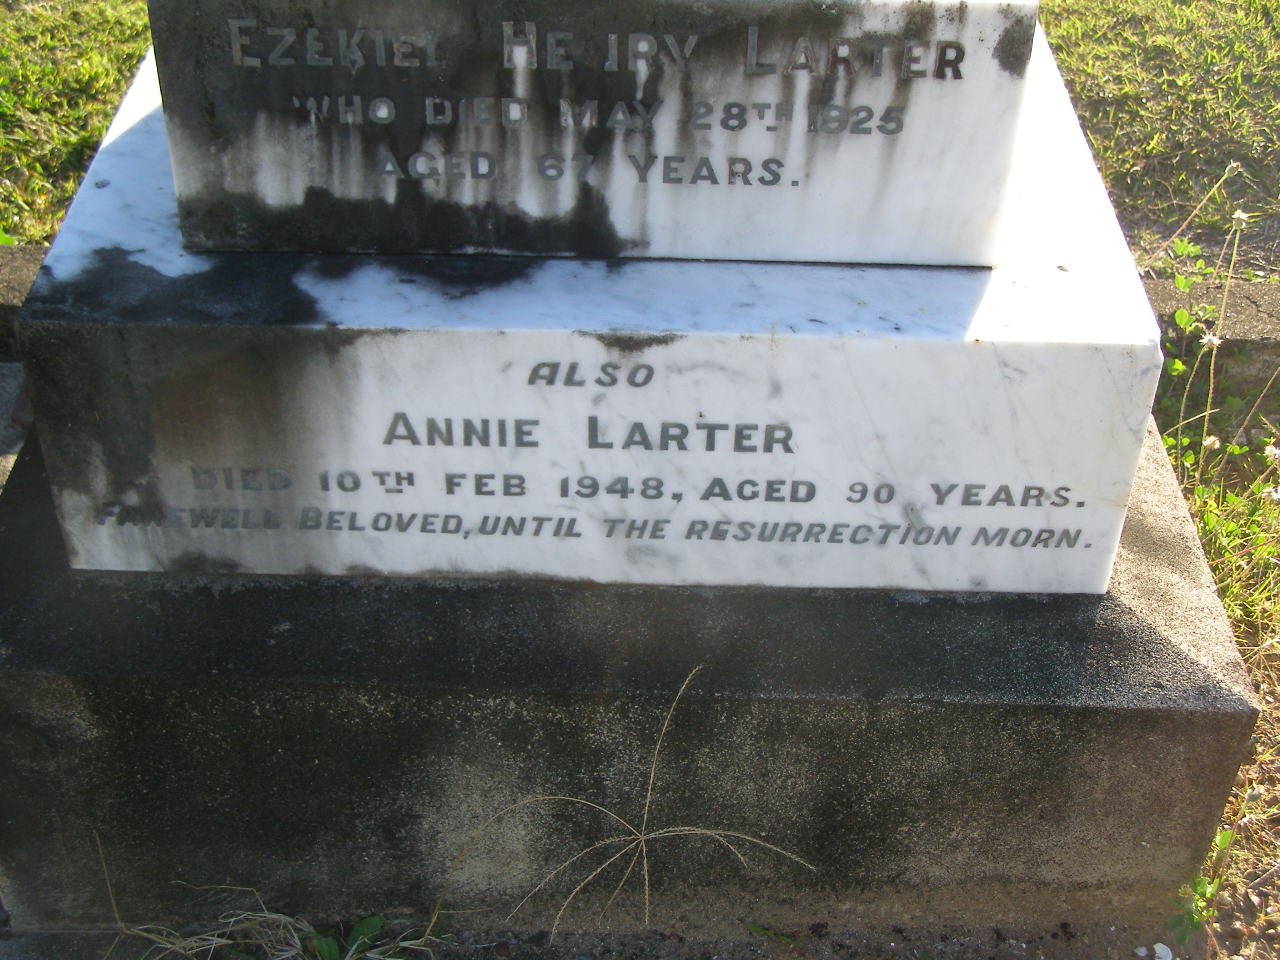 EZEKIEL HENRY LARTER
WHO DIED MAY 28TH 1925
AGED 67 YEARS.
ALSO
ANNIE LARTER
DIED 10TH FEB 1948, AGED 90 YEARS.
FAREWELL BELOVED, UNTIL THE RESURRECTION MORN.